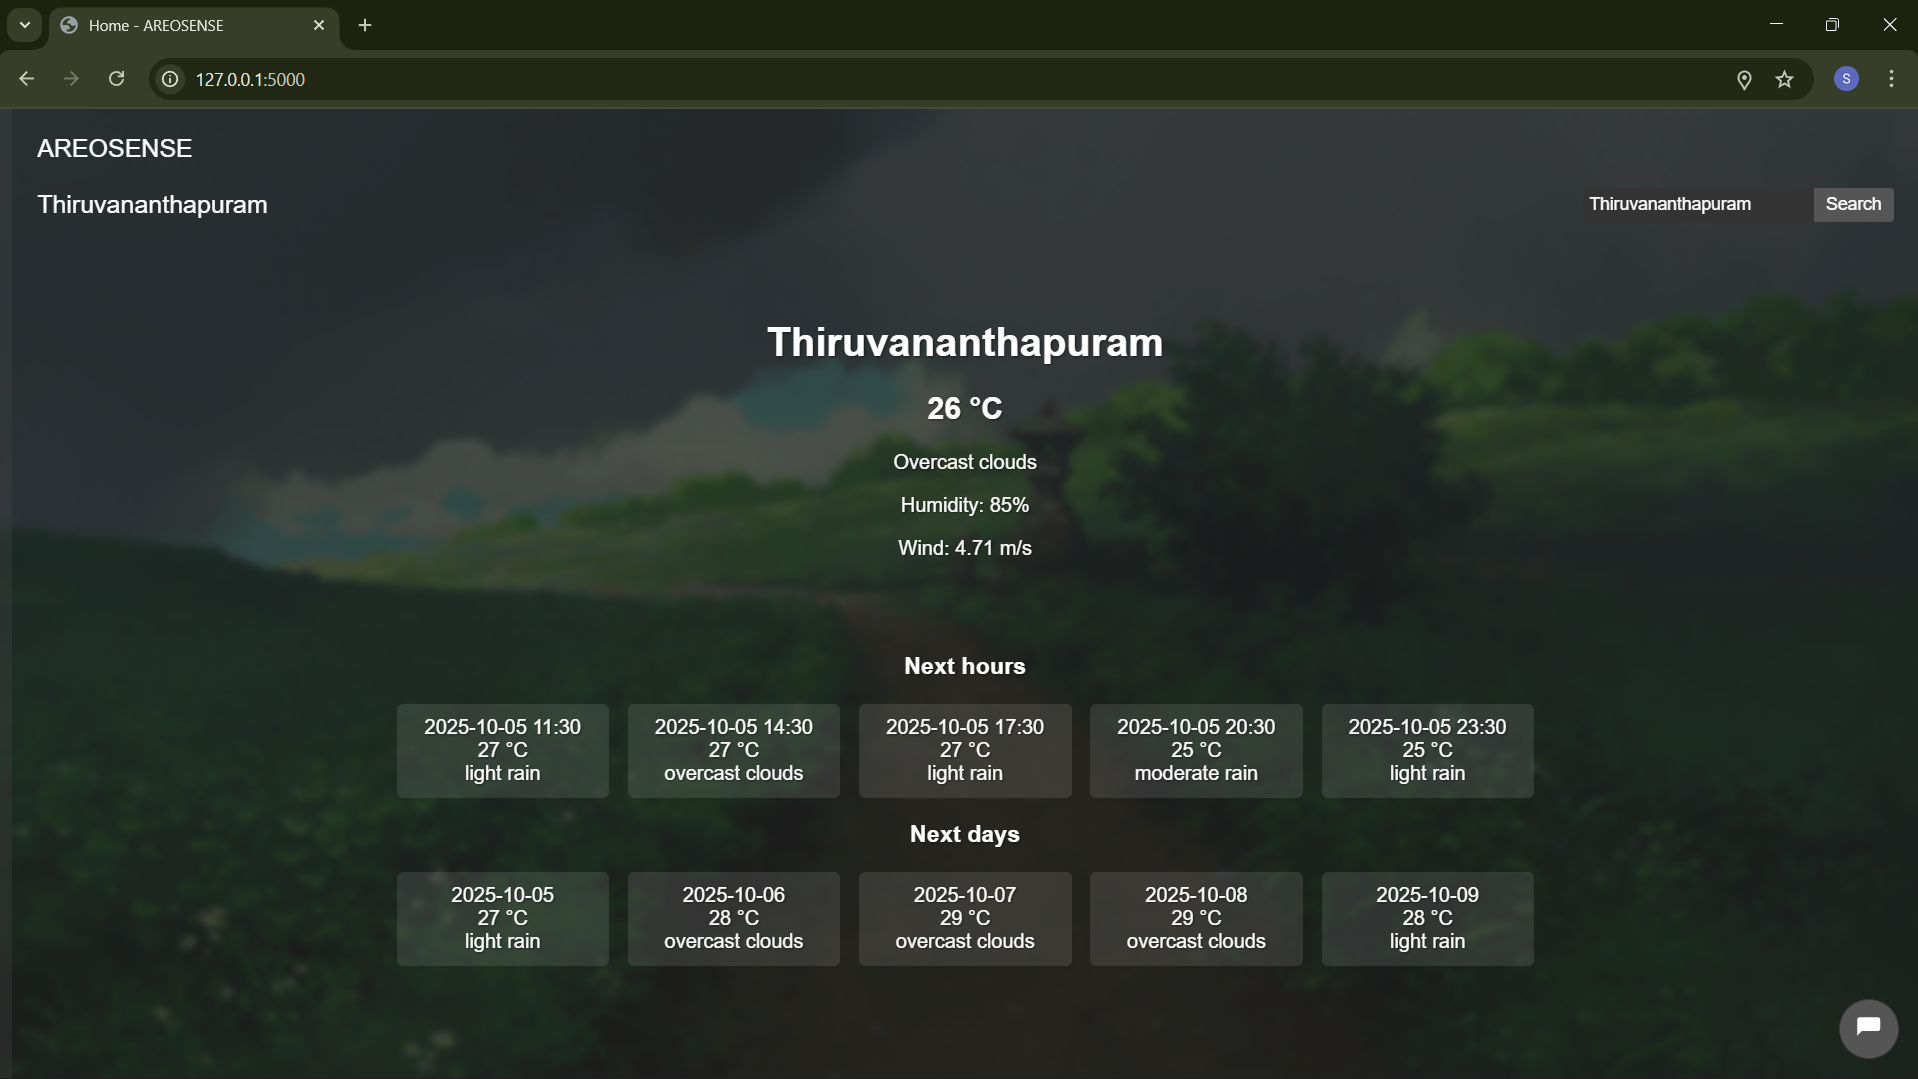 Home - AREOSENSE
127.0.0.1:5000
S
AREOSENSE
Thiruvananthapuram
Thiruvananthapuram Search
Thiruvananthapuram
26 °C
Overcast clouds
Humidity: 85%
Wind: 4.71 m/s
Next hours
2025-10-05 11:30
27 °C
light rain
2025-10-05 14:30
27 °C
overcast clouds
2025-10-05 17:30
27 °C
light rain
2025-10-05 20:30
25 °C
moderate rain
2025-10-05 23:30
25 °C
light rain
Next days
2025-10-05
27 °C
light rain
2025-10-06
28 °C
overcast clouds
2025-10-07
29 °C
overcast clouds
2025-10-08
29 °C
overcast clouds
2025-10-09
28 °C
light rain